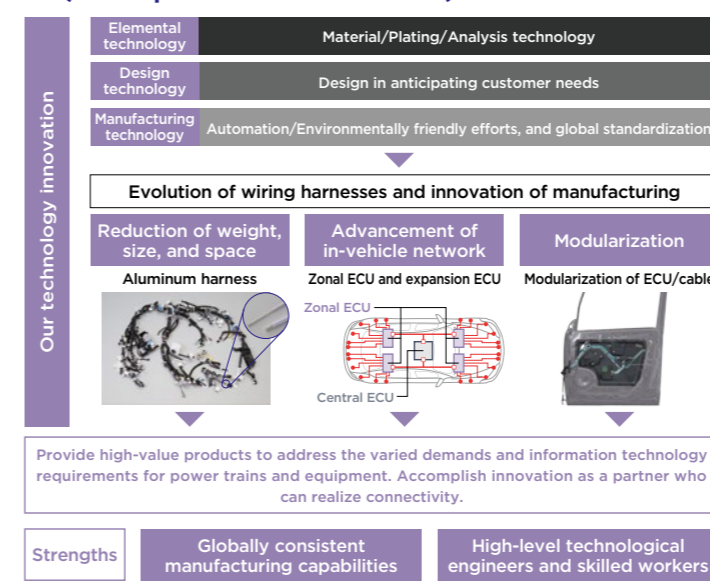 Our technology innovation
Elemental
technology
Material/Plating/Analysis technology
Design
technology
Design in anticipating customer needs
Manufacturing
technology
Automation/Environmentally friendly efforts, and global standardization
Evolution of wiring harnesses and innovation of manufacturing
Reduction of weight,
size, and space
Aluminum harness
Advancement of
in-vehicle network
Zonal ECU and expansion ECU
Zonal ECU
Central ECU
Modularization
Modularization of ECU/cable
Provide high-value products to address the varied demands and information technology
requirements for power trains and equipment. Accomplish innovation as a partner who
can realize connectivity.
Strengths
Globally consistent
manufacturing capabilities
High-level technological
engineers and skilled workers